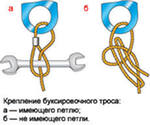 а
б
Крепление буксировочного троса:
а — имеющего петлю;
б — не имеющего петли.